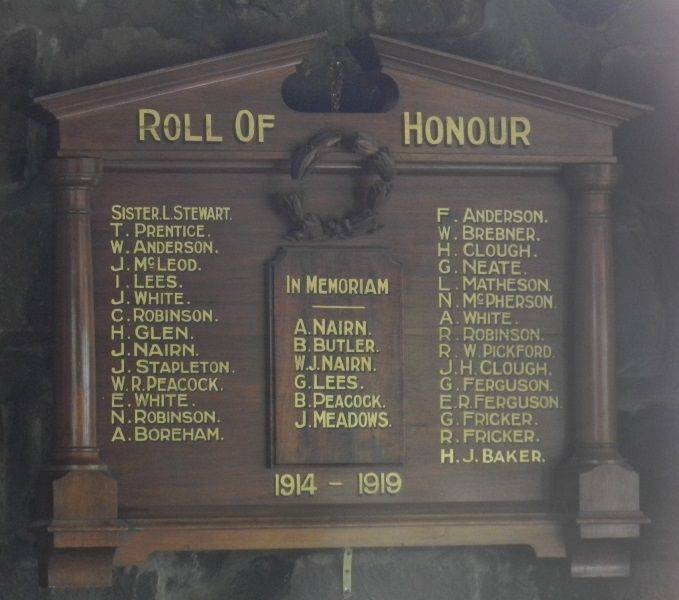 ROLL OF HONOUR
SISTER.L.STEWART.
T. PRENTICE.
W. ANDERSON.
J. McLEOD.
I. LEES.
J. WHITE.
C. ROBINSON.
H. GLEN.
J. NAIRN.
J. STAPLETON.
W.R.PEACOCK.
E. WHITE.
N. ROBINSON.
A. BOREHAM.
IN MEMORIAM
A. NAIRN.
B. BUTLER.
W.J. NAIRN.
G. LEES.
B. PEACOCK.
J. MEADOWS.
F. ANDERSON.
W. BREBNER.
H. CLOUGH.
G. NEATE.
L. MATHESON.
N. McPHERSON.
A. WHITE.
R. ROBINSON.
R. W. PICKFORD.
J.H. CLOUGH.
G. FERGUSON.
E.R. FERGUSON.
G. FRICKER.
R. FRICKER.
H.J. BAKER.
1914 - 1919